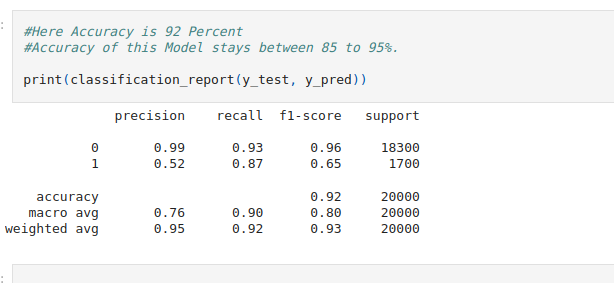 #Here Accuracy is 92 Percent
#Accuracy of this Model stays between 85 to 95%.
print(classification_report(y_test, y_pred))
precision recall f1-score support
0 0.99 0.93 0.96 18300
1 0.52 0.87 0.65 1700
accuracy 0.92 20000
macro avg 0.76 0.90 0.80 20000
weighted avg 0.95 0.92 0.93 20000